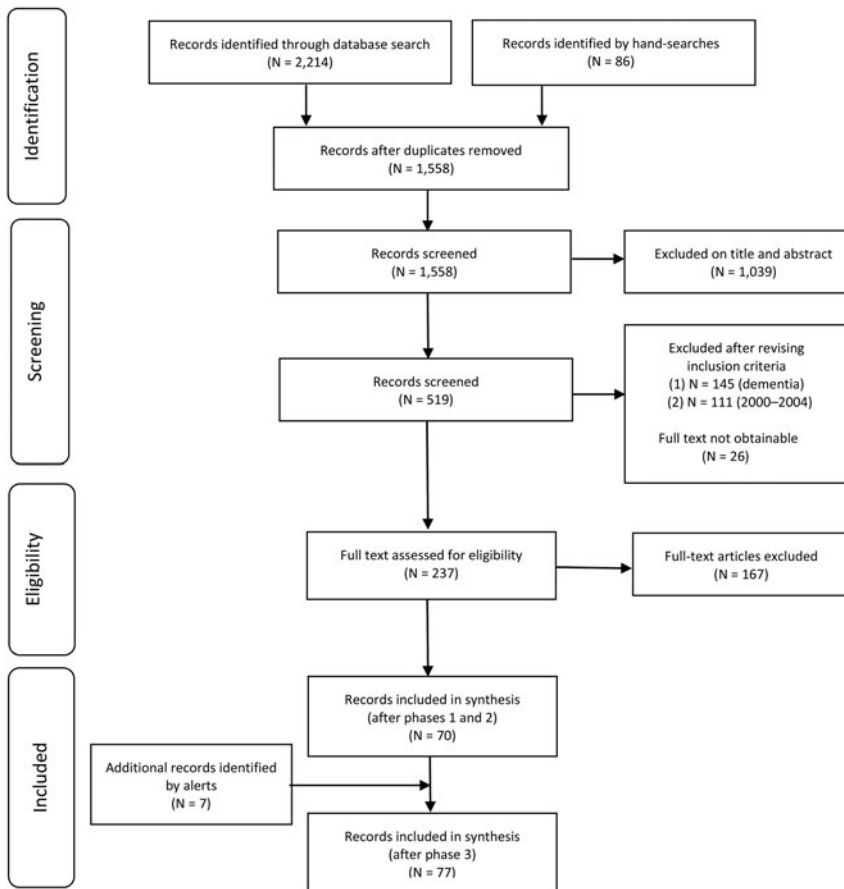 Identification
Records identified through database search
(N = 2,214)
Records identified by hand-searches
(N = 86)
Records after duplicates removed
(N = 1,558)
Screening
Records screened
(N = 1,558)
Excluded on title and abstract
(N = 1,039)
Records screened
(N = 519)
Excluded after revising
inclusion criteria
(1) N = 145 (dementia)
(2) N = 111 (2000–2004)
Full text not obtainable
(N = 26)
Eligibility
Full text assessed for eligibility
(N = 237)
Full-text articles excluded
(N = 167)
Included
Records included in synthesis
(after phases 1 and 2)
(N = 70)
Additional records identified
by alerts
(N = 7)
Records included in synthesis
(after phase 3)
(N = 77)